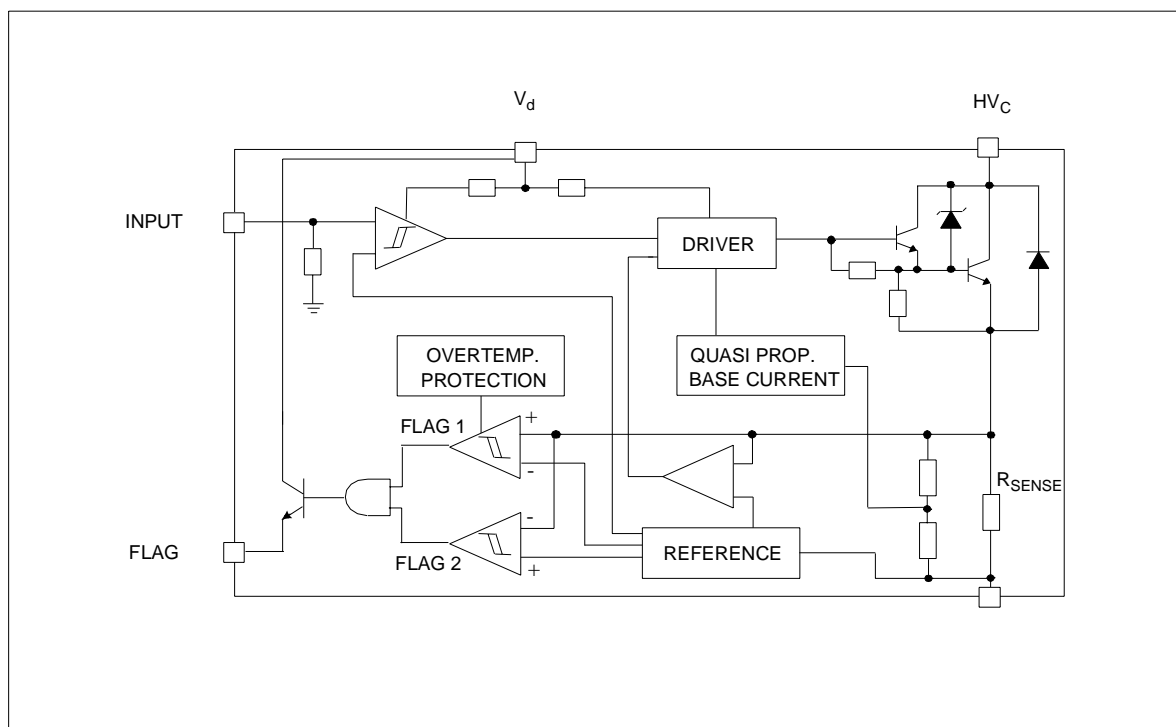 V_d
HV_C
INPUT
DRIVER
OVERTEMP.
PROTECTION
QUASI PROP.
BASE CURRENT
FLAG 1
+
-
R_SENSE
-
FLAG
FLAG 2
+
REFERENCE